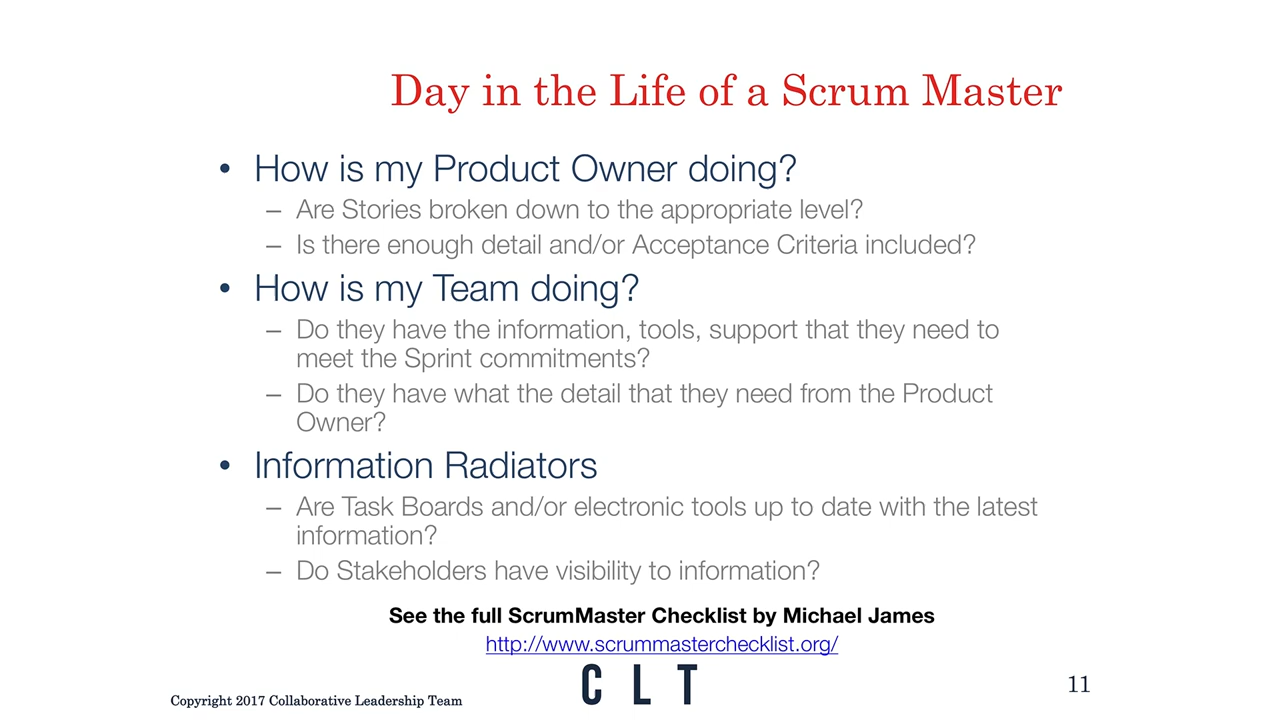 Day in the Life of a Scrum Master
• How is my Product Owner doing?
– Are Stories broken down to the appropriate level?
– Is there enough detail and/or Acceptance Criteria included?
• How is my Team doing?
– Do they have the information, tools, support that they need to
meet the Sprint commitments?
– Do they have what the detail that they need from the Product
Owner?
• Information Radiators
– Are Task Boards and/or electronic tools up to date with the latest
information?
– Do Stakeholders have visibility to information?
See the full ScrumMaster Checklist by Michael James
http://www.scrummasterchecklist.org/
Copyright 2017 Collaborative Leadership Team
CLT
11